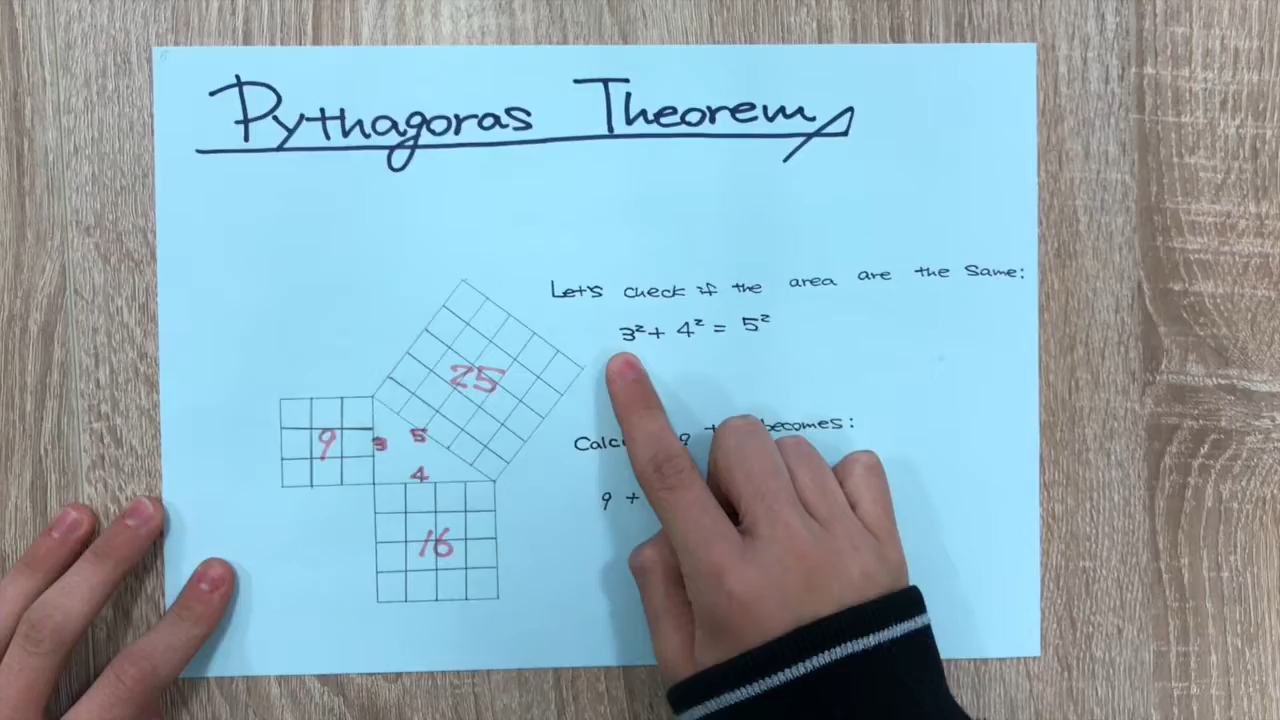 Pythagoras Theorem
Let's check if the area are the Same:
3² + 4² = 5²
25
9
3
5
4
16
9 becomes:
9 +